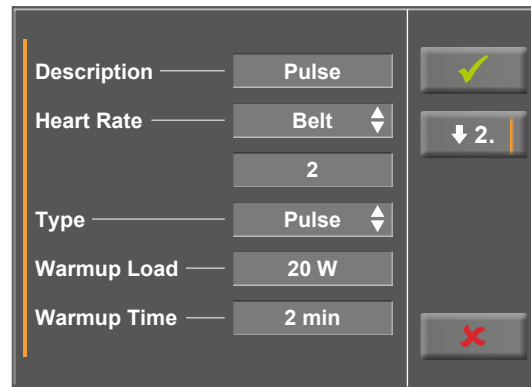 Description Pulse
Heart Rate Belt
2
Type Pulse
Warmup Load 20 W
Warmup Time 2 min
2.